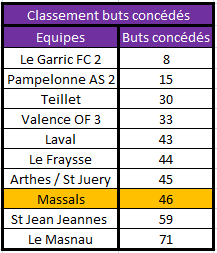 Classement buts concédés
Equipes Buts concédés
Le Garric FC 2 8
Pampelonne AS 2 15
Teillet 30
Valence OF 3 33
Laval 43
Le Fraysse 44
Arthes / St Juery 45
Massals 46
St Jean Jeannes 59
Le Masnau 71